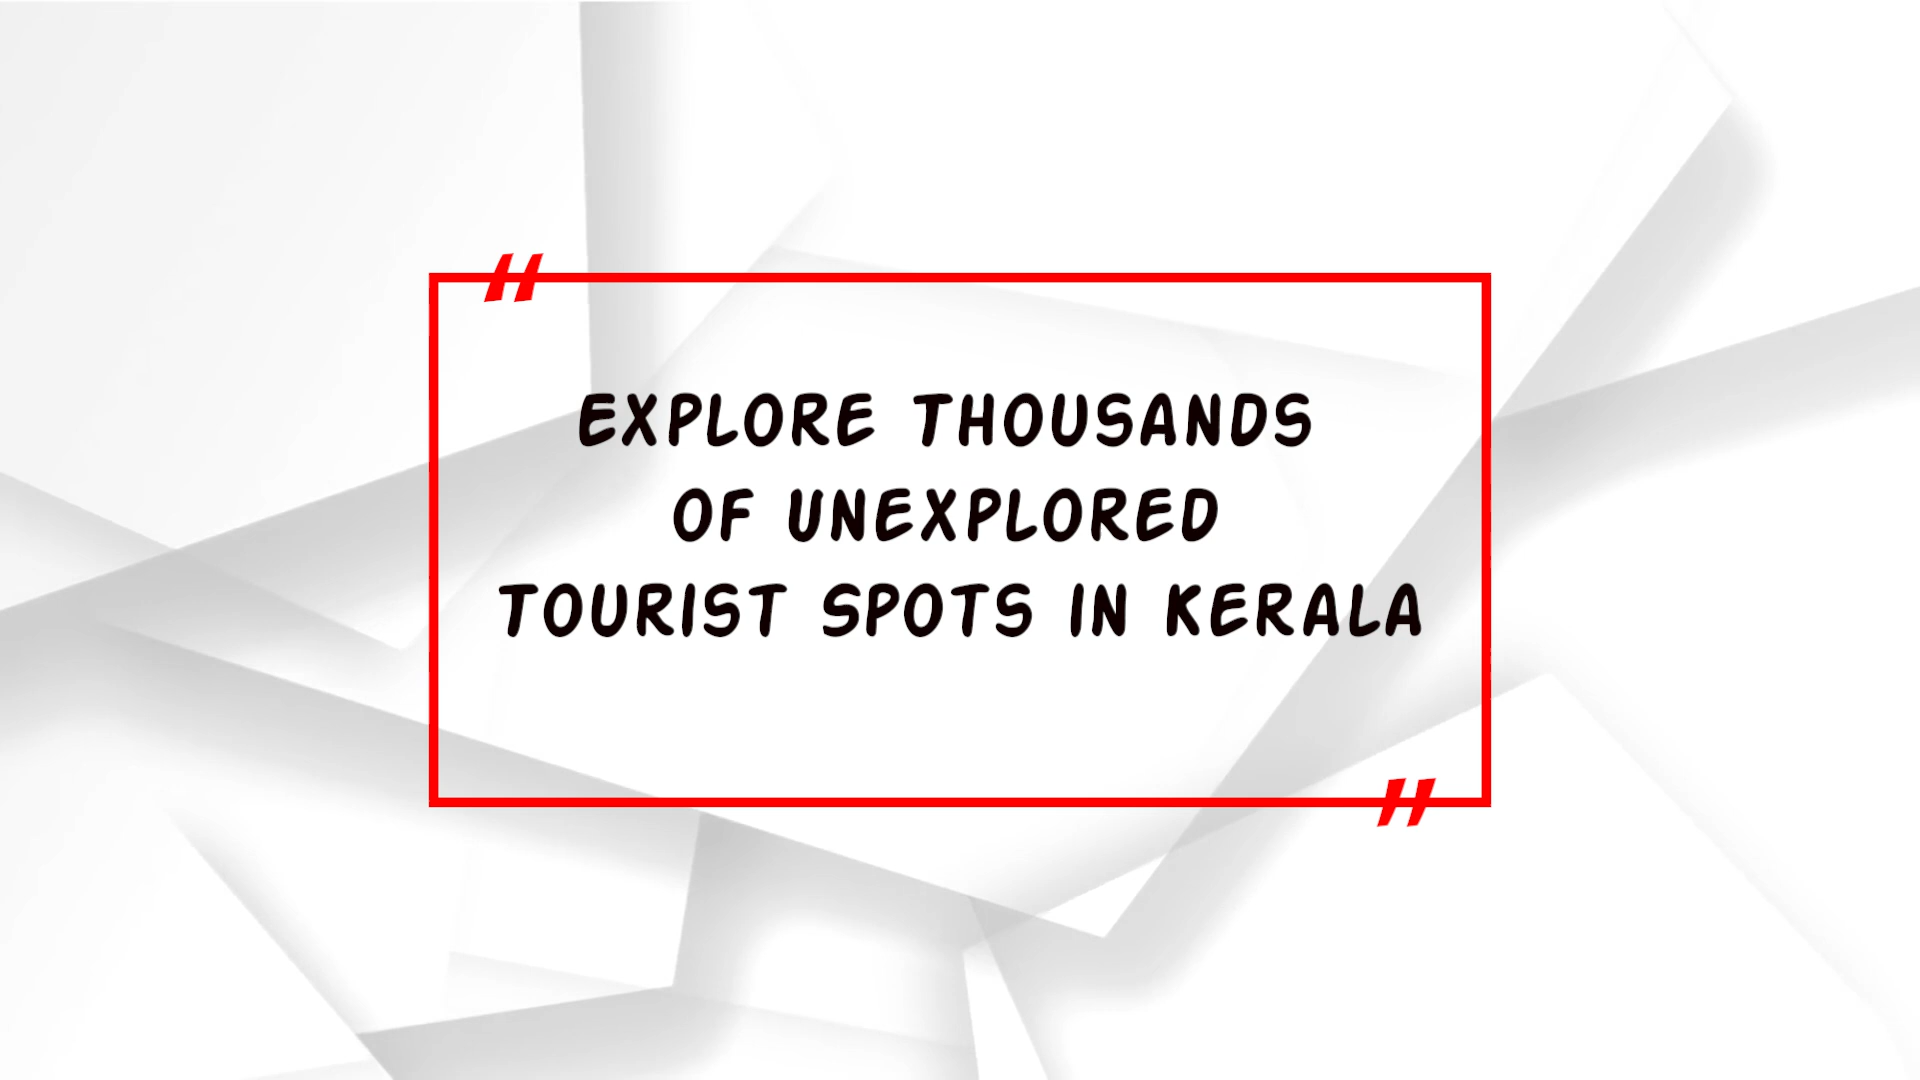 "
EXPLORE THOUSANDS
OF UNEXPLORED
TOURIST SPOTS IN KERALA
"